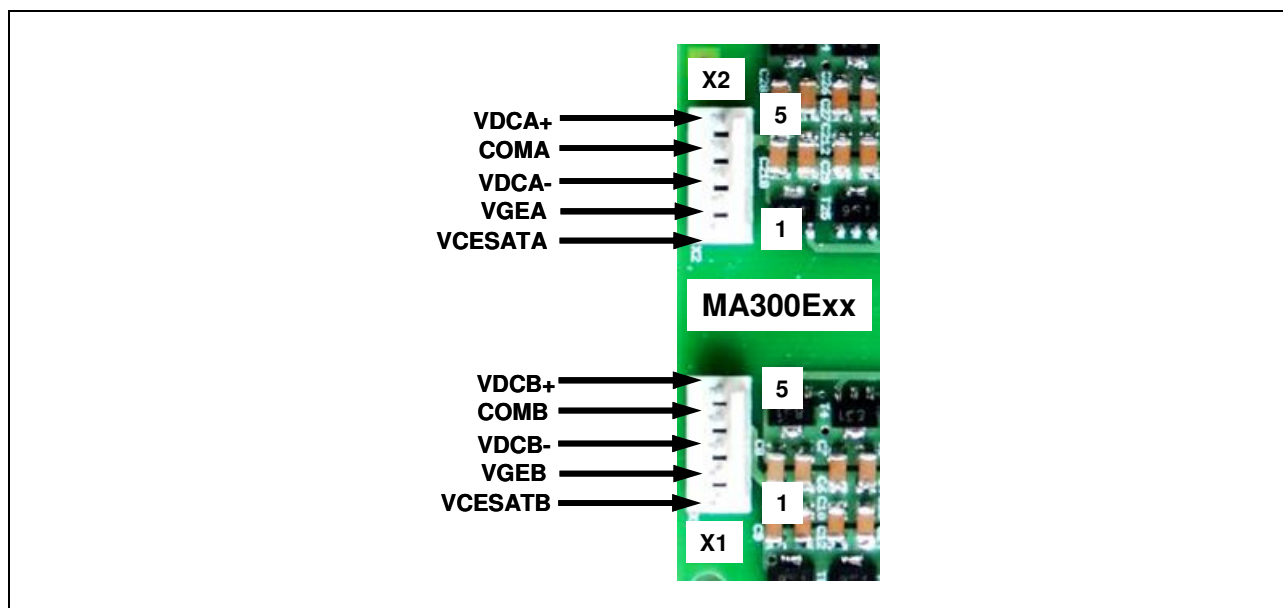 X2
5
VDCA+
COMA
VDCA-
VGEA
VCESATA
1
MA300Exx
VDCB+
5
COMB
VDCB-
VGEB
VCESATB
1
X1